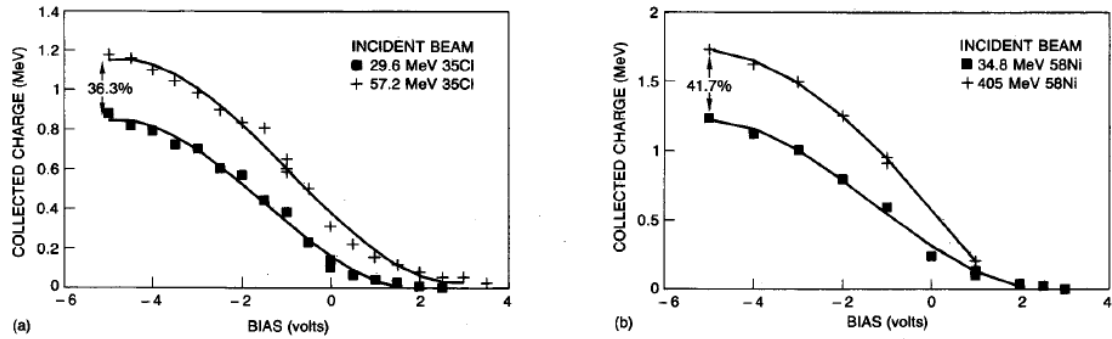 1.4
1.2
1.0
0.8
0.6
0.4
0.2
0
COLLECTED CHARGE (MeV)
INCIDENT BEAM
■ 29.6 MeV 35Cl
+ 57.2 MeV 35Cl
36.3%
−6 −4 −2 0 2 4
BIAS (volts)
(a)
2
1.5
1
0.5
0
COLLECTED CHARGE (MeV)
INCIDENT BEAM
■ 34.8 MeV 58Ni
+ 405 MeV 58Ni
41.7%
−6 −4 −2 0 2 4
BIAS (volts)
(b)